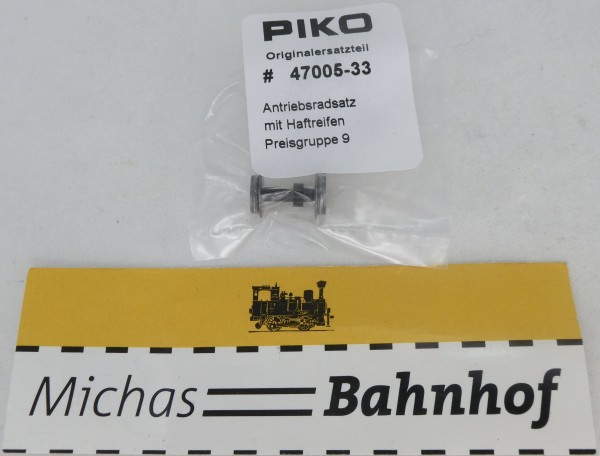 PIKO
Originalersatzteil
# 47005-33
Antriebsradsatz
mit Haftreifen
Preisgruppe 9
Michas Bahnhof